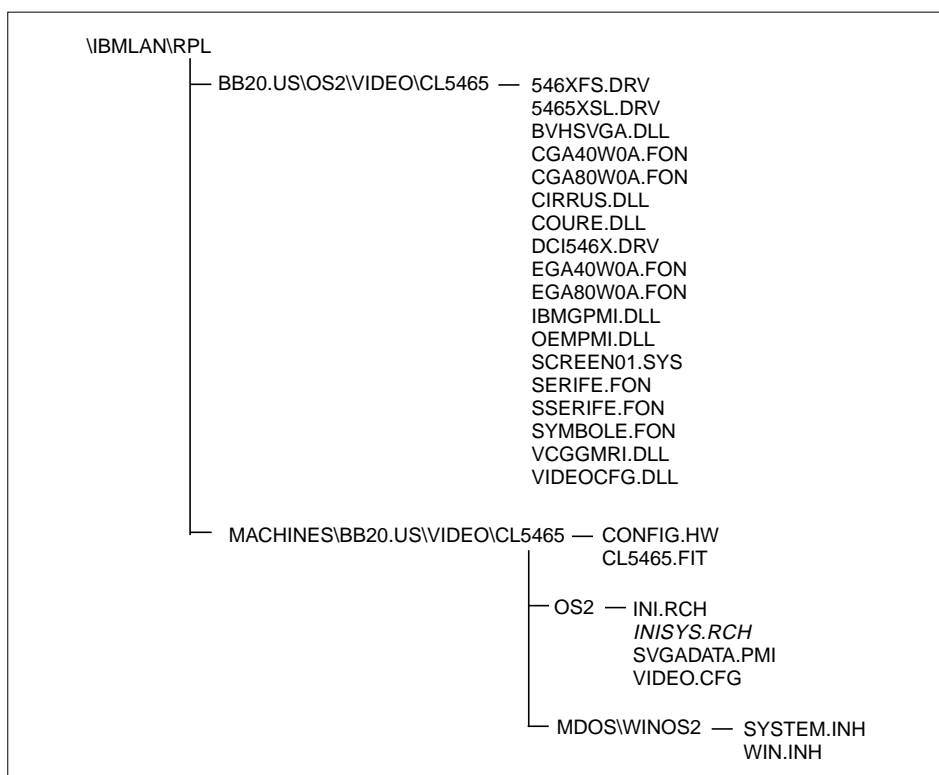 \IBMLAN\RPL
BB20.US\OS2\VIDEO\CL5465 — 546XFS.DRV
5465XSL.DRV
BVHSVGA.DLL
CGA40W0A.FON
CGA80W0A.FON
CIRRUS.DLL
COURE.DLL
DCI546X.DRV
EGA40W0A.FON
EGA80W0A.FON
IBMGPMI.DLL
OEMPMI.DLL
SCREEN01.SYS
SERIFE.FON
SSERIFE.FON
SYMBOLE.FON
VCGGMRI.DLL
VIDEOCFG.DLL
MACHINES\BB20.US\VIDEO\CL5465 — CONFIG.HW
CL5465.FIT
OS2 — INI.RCH
INISYS.RCH
SVGADATA.PMI
VIDEO.CFG
MDOS\WINOS2 — SYSTEM.INH
WIN.INH